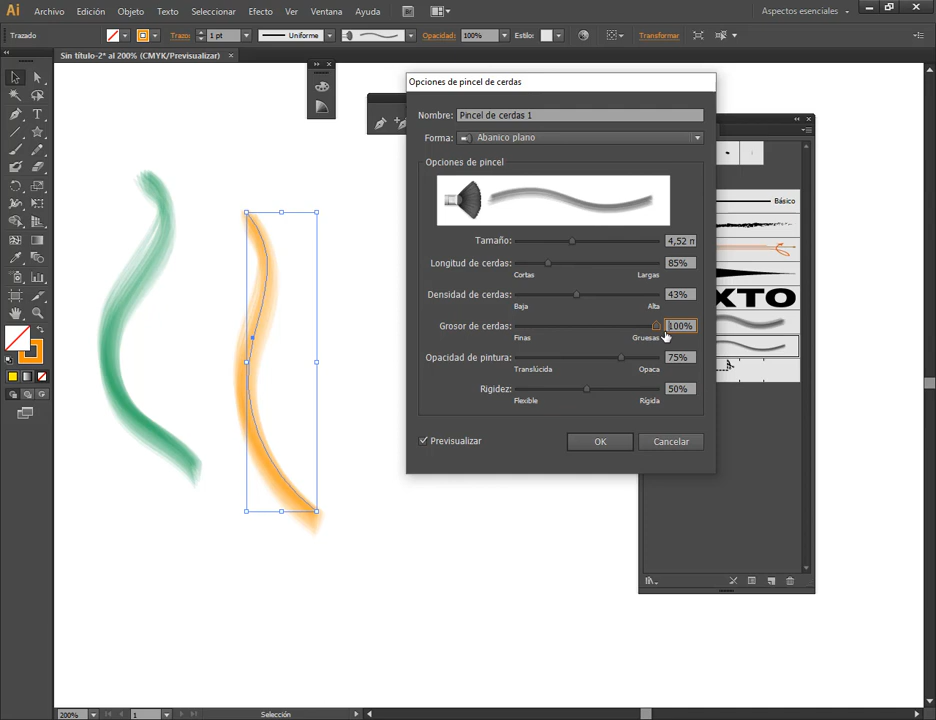 Ai Archivo Edición Objeto Texto Seleccionar Efecto Ver Ventana Ayuda Br Aspectos esenciales
Trazado Trazo: 1 pt Uniforme Opacidad: 100% Estilo: Transformar
Sin título-2* al 200% (CMYK/Previsualizar)
Opciones de pincel de cerdas
Nombre: Pincel de cerdas 1
Forma: Abanico plano
Opciones de pincel
Tamaño: 4,52
Longitud de cerdas: 85%
Cortas Largas
Densidad de cerdas: 43%
Baja Alta
Grosor de cerdas: 100%
Finas Gruesas
Opacidad de pintura: 75%
Translúcida Opaca
Rigidez: 50%
Flexible Rígida
Previsualizar OK Cancelar
Básico
EXTO
200% 1 Selección